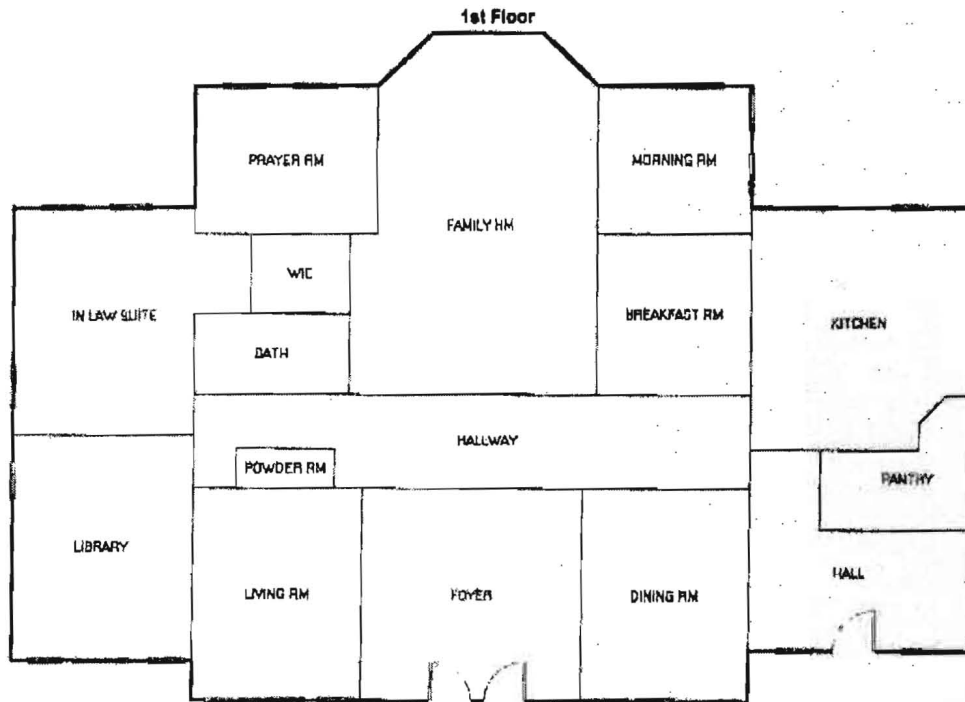 1st Floor
PRAYER RM
MORNING RM
FAMILY RM
WIC
IN LAW SUITE
BREAKFAST RM
KITCHEN
BATH
HALLWAY
POWDER RM
PANTRY
LIBRARY
HALL
LIVING RM
FOYER
DINING RM